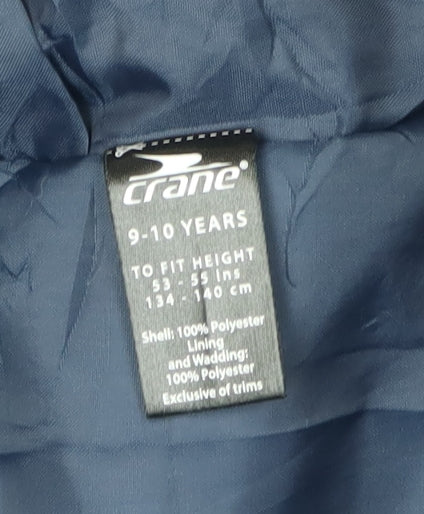 crane®
9-10 YEARS
TO FIT HEIGHT
53 - 55 ins
134 - 140 cm
Shell: 100% Polyester
Lining
and Wadding:
100% Polyester
Exclusive of trims